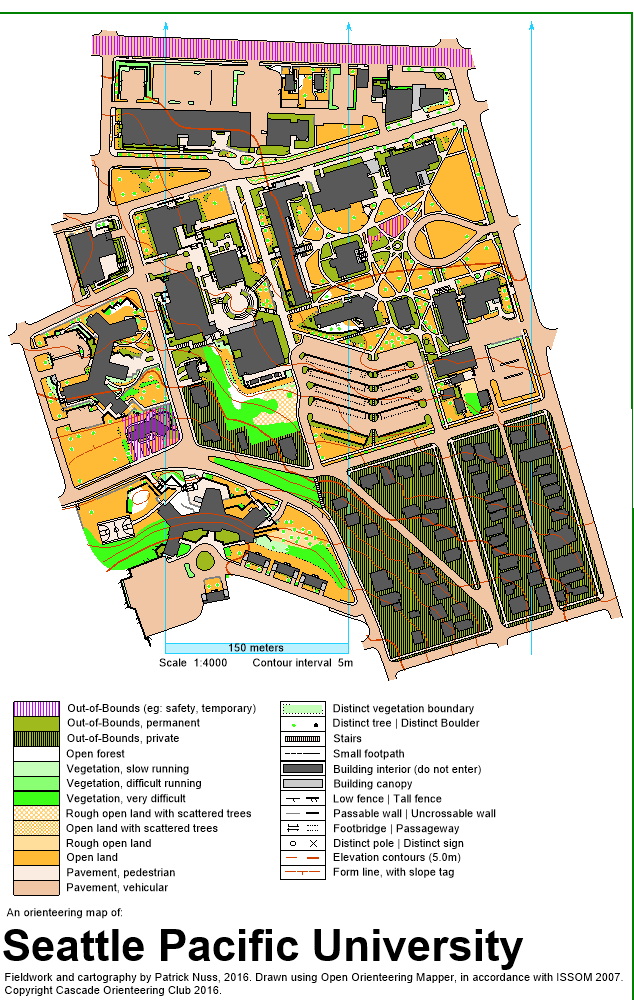 150 meters
Scale 1:4000 Contour interval 5m
Out-of-Bounds (eg: safety, temporary)
Out-of-Bounds, permanent
Out-of-Bounds, private
Open forest
Vegetation, slow running
Vegetation, difficult running
Vegetation, very difficult
Rough open land with scattered trees
Open land with scattered trees
Rough open land
Open land
Pavement, pedestrian
Pavement, vehicular
Distinct vegetation boundary
Distinct tree | Distinct Boulder
Stairs
Small footpath
Building interior (do not enter)
Building canopy
Low fence | Tall fence
Passable wall | Uncrossable wall
Footbridge | Passageway
Distinct pole | Distinct sign
Elevation contours (5.0m)
Form line, with slope tag
An orienteering map of:
Seattle Pacific University
Fieldwork and cartography by Patrick Nuss, 2016. Drawn using Open Orienteering Mapper, in accordance with ISSOM 2007.
Copyright Cascade Orienteering Club 2016.